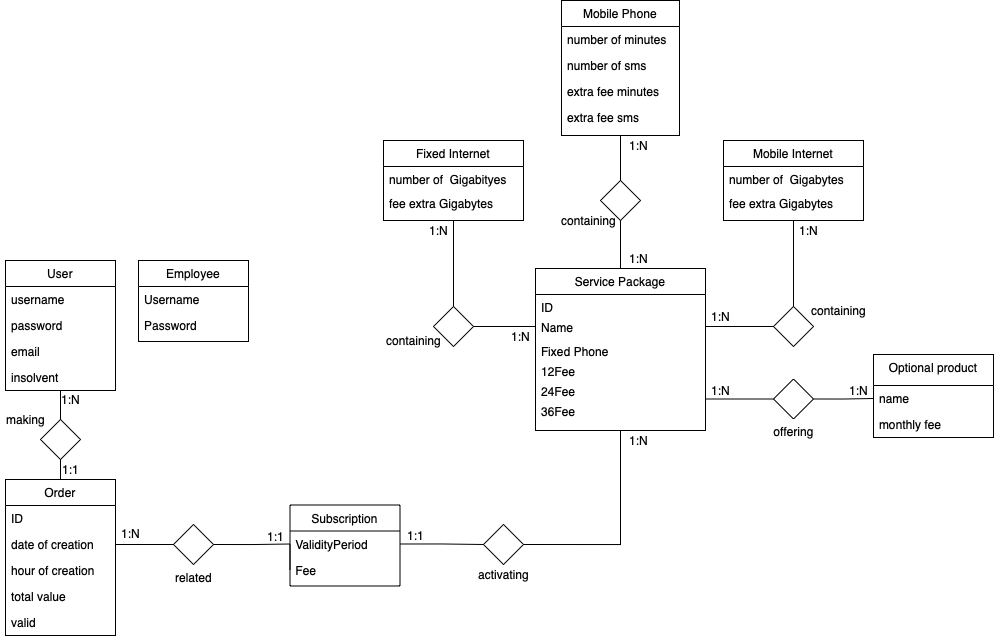 Mobile Phone
number of minutes
number of sms
extra fee minutes
extra fee sms
1:N
containing
1:N
Fixed Internet
number of  Gigabityes
fee extra Gigabytes
1:N
containing
1:N
Mobile Internet
number of  Gigabytes
fee extra Gigabytes
1:N
containing
1:N
User
username
password
email
insolvent
1:N
making
1:1
Employee
Username
Password
Service Package
ID
Name
Fixed Phone
12Fee
24Fee
36Fee
1:N
offering
1:N
Optional product
name
monthly fee
1:N
Order
ID
date of creation
hour of creation
total value
valid
1:N
related
1:1
Subscription
ValidityPeriod
Fee
1:1
activating